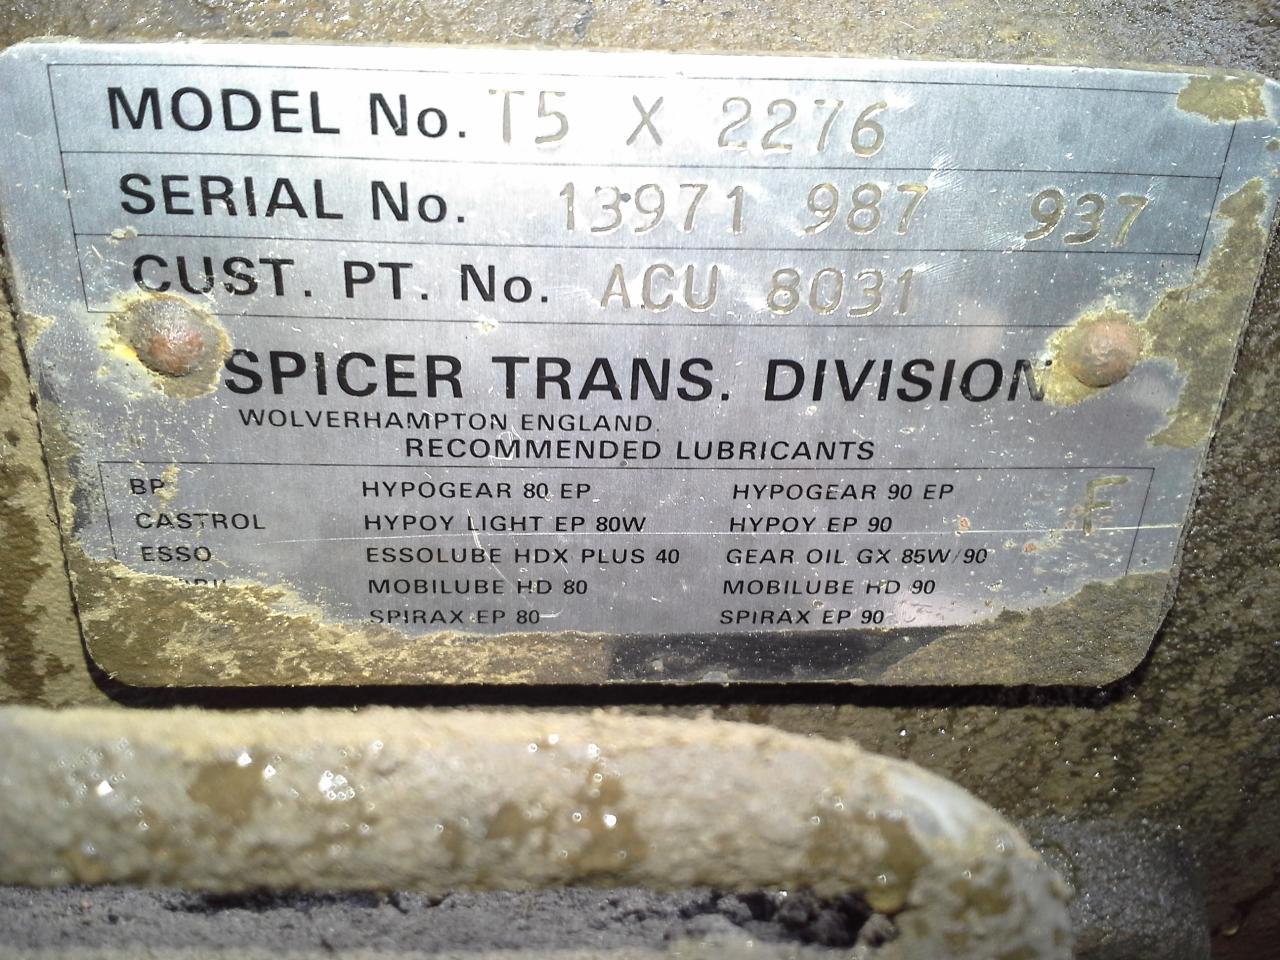 MODEL No. T5 X 2276
SERIAL No. 13971 987 937
CUST. PT. No. ACU 8031
SPICER TRANS. DIVISION
WOLVERHAMPTON ENGLAND.
RECOMMENDED LUBRICANTS
BP HYPOGEAR 80 EP HYPOGEAR 90 EP F
CASTROL HYPOY LIGHT EP 80W HYPOY EP 90
ESSO ESSOLUBE HDX PLUS 40 GEAR OIL GX 85W/90
MOBILUBE HD 80 MOBILUBE HD 90
SPIRAX EP 80 SPIRAX EP 90